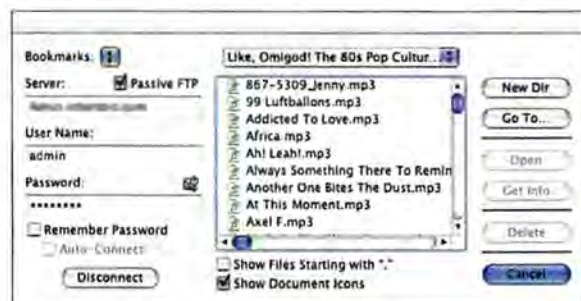 Bookmarks:
Server:
Passive FTP
User Name:
admin
Password:
••••••••
Remember Password
Auto-Connect
Disconnect
Like, Omigod! The 80s Pop Cultur...
867-5309_Jenny.mp3
99 Luftballons.mp3
Addicted To Love.mp3
Africa.mp3
Ah! Leah!.mp3
Always Something There To Remin
Another One Bites The Dust.mp3
At This Moment.mp3
Axel F.mp3
Show Files Starting with "."
Show Document Icons
New Dir
Go To...
Open
Get Info
Delete
Cancel